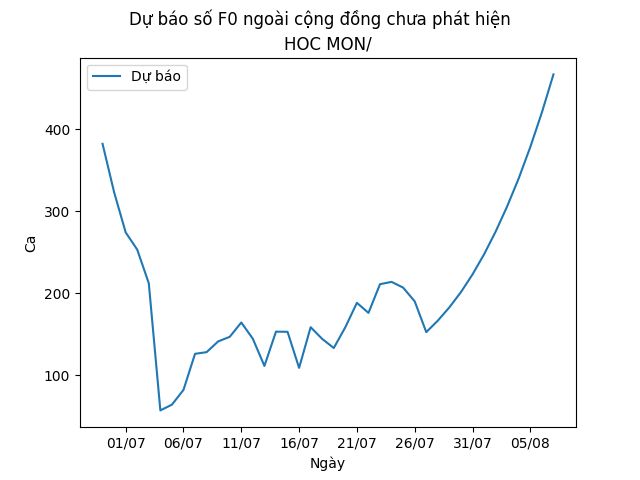 Dự báo số F0 ngoài cộng đồng chưa phát hiện
HOC MON/
Dự báo
Ca
400
300
200
100
01/07 06/07 11/07 16/07 21/07 26/07 31/07 05/08
Ngày